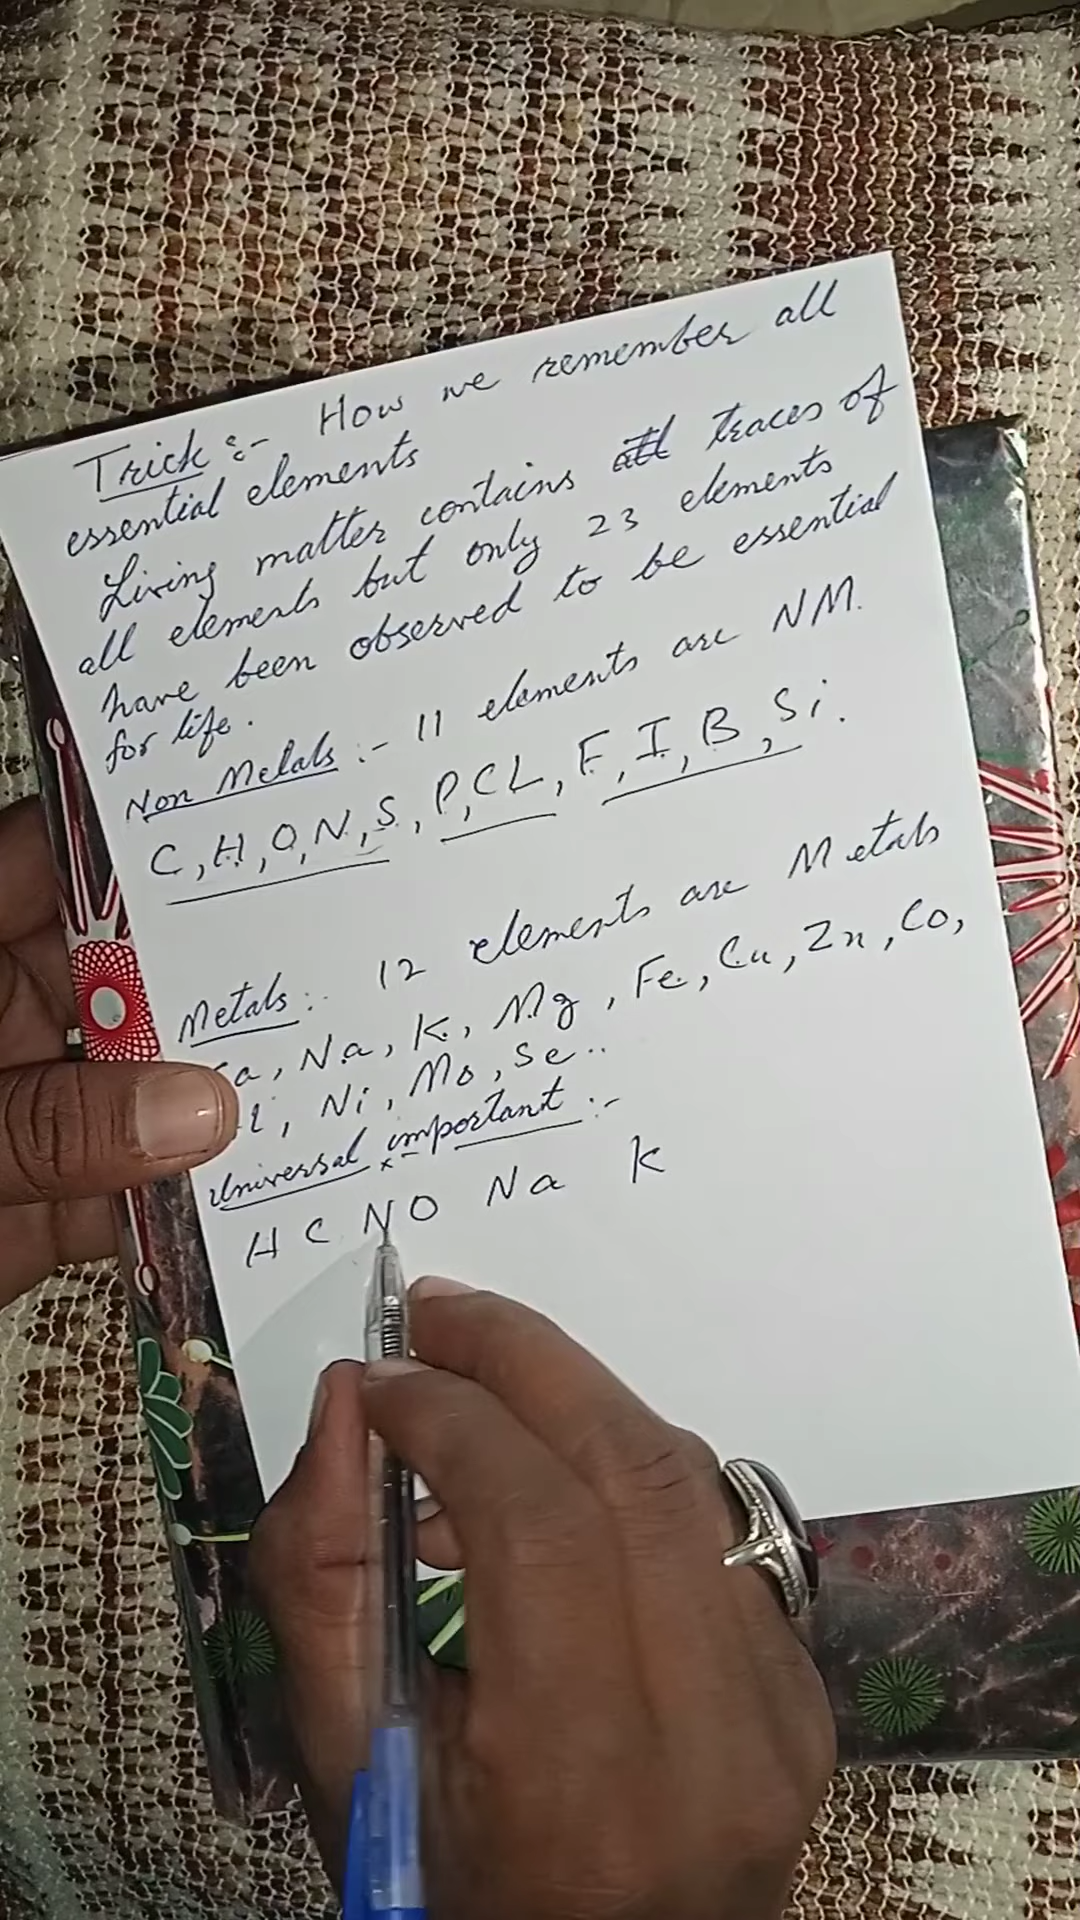 Trick :- How we remember all
essential elements
Living matter contains all traces of
all elements but only 23 elements
have been observed to be essential
for life.
Non Metals :- 11 elements are NM.
C, H, O, N, S, P, CL, F, I, B, Si.
Metals :- 12 elements are Metals
a, Na, K, Mg, Fe, Cu, Zn, Co,
Ni, Mo, Se..
Universal important :-
H C N O Na K